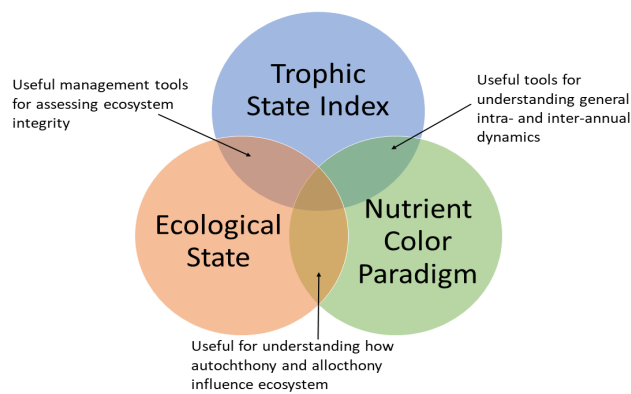 Trophic
State Index
Useful management tools
for assessing ecosystem
integrity
Useful tools for
understanding general
intra- and inter-annual
dynamics
Ecological
State
Nutrient
Color
Paradigm
Useful for understanding how
autochthony and allocthony
influence ecosystem